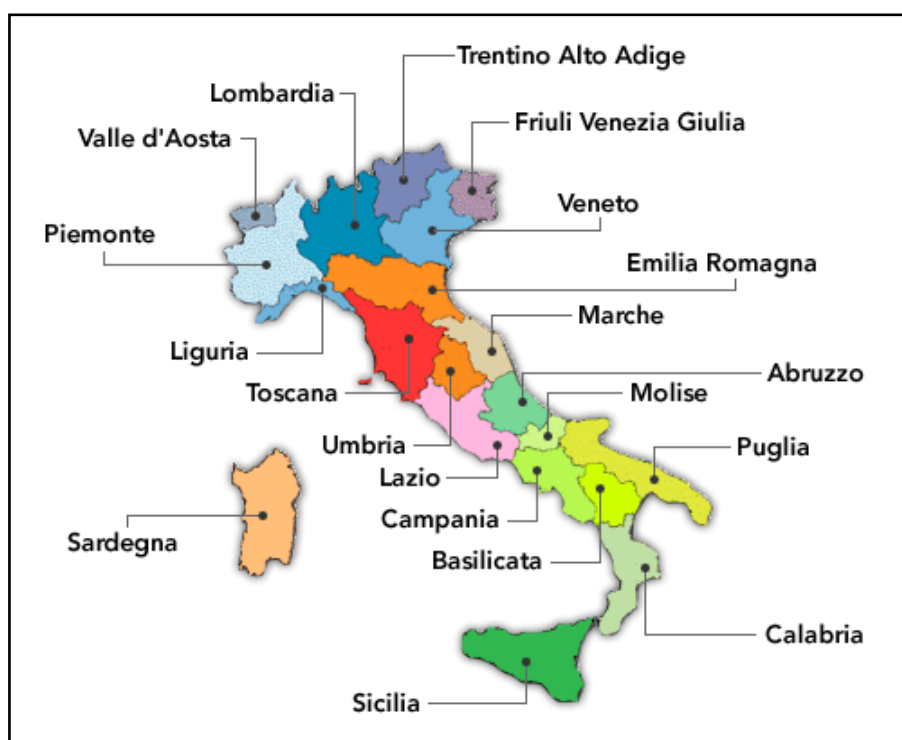 Trentino Alto Adige
Lombardia
Friuli Venezia Giulia
Valle d'Aosta
Veneto
Piemonte
Emilia Romagna
Marche
Liguria
Abruzzo
Toscana
Molise
Umbria
Puglia
Lazio
Campania
Sardegna
Basilicata
Calabria
Sicilia